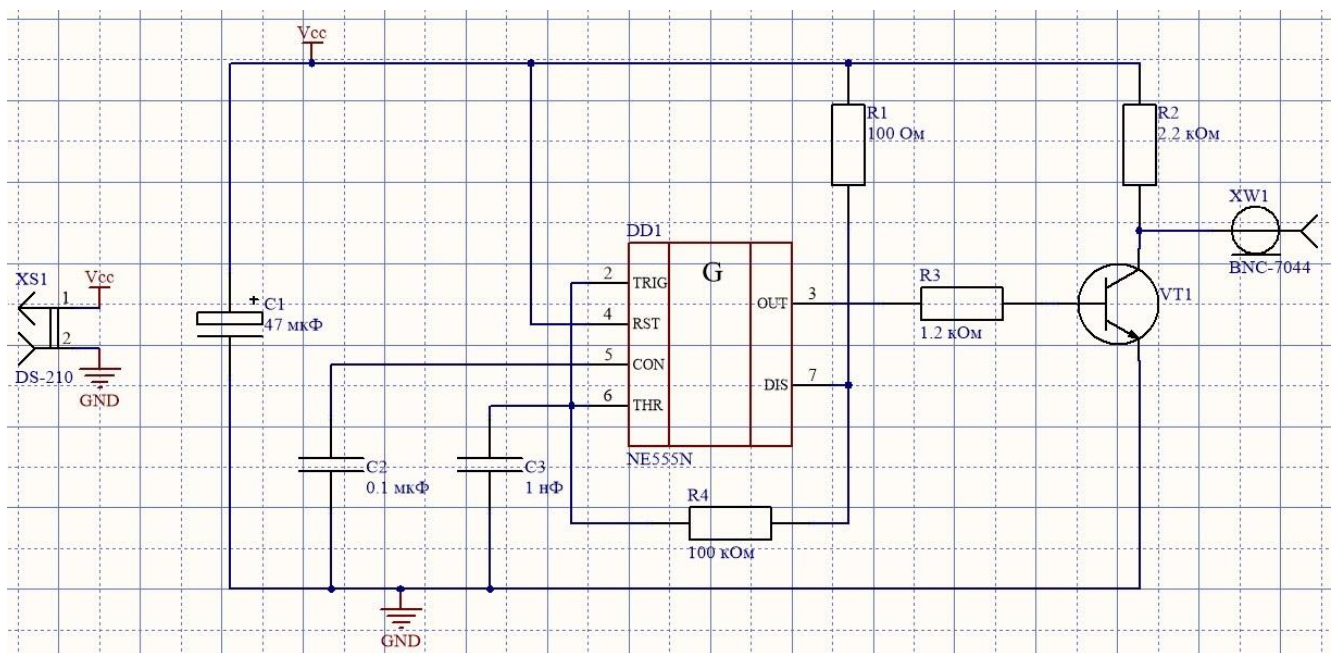 Vcc
R1
100 Ом
R2
2.2 кОм
XW1
BNC-7044
DD1
G
2
TRIG
4
RST
5
CON
6
THR
OUT
3
DIS
7
NE555N
R3
1.2 кОм
VT1
XS1
Vcc
1
2
DS-210
GND
+
C1
47 мкФ
C2
0.1 мкФ
C3
1 нФ
R4
100 кОм
GND